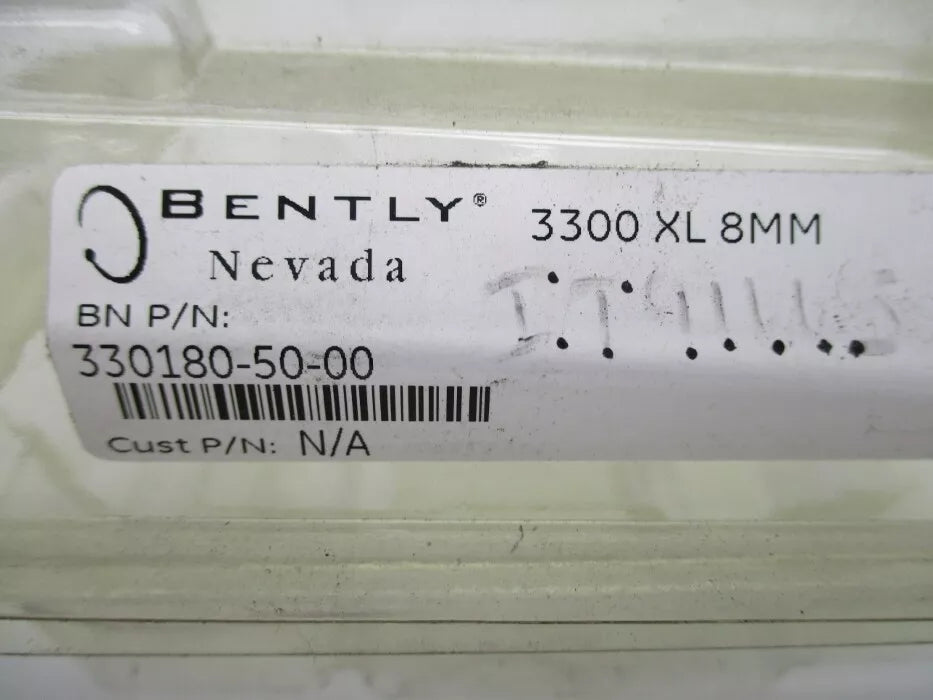 BENTLY® 3300 XL 8MM
Nevada
BN P/N:
330180-50-00
Cust P/N: N/A